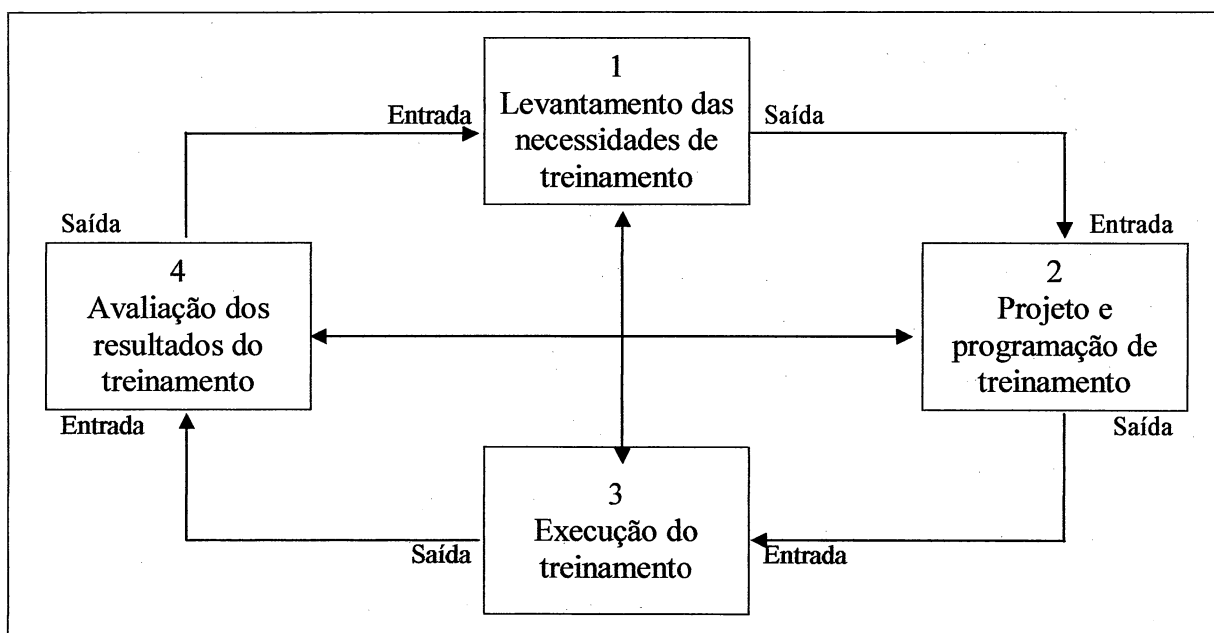 1
Levantamento das
necessidades de
treinamento
Entrada
Saída
Saída
Entrada
4
Avaliação dos
resultados do
treinamento
2
Projeto e
programação de
treinamento
Entrada
Saída
3
Execução do
treinamento
Saída
Entrada